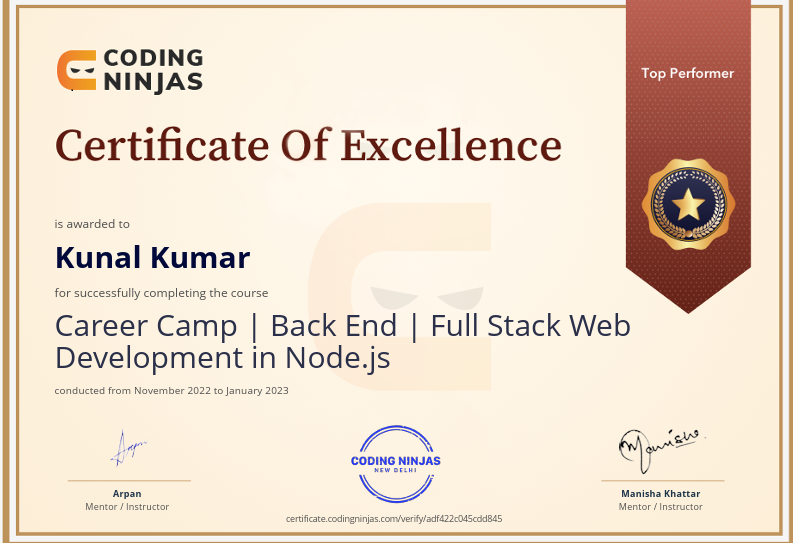 CODING
NINJAS
Top Performer
Certificate Of Excellence
is awarded to
Kunal Kumar
for successfully completing the course
Career Camp | Back End | Full Stack Web
Development in Node.js
conducted from November 2022 to January 2023
Arpan
Manisha
CODING NINJAS
NEW DELHI
Arpan
Mentor / Instructor
Manisha Khattar
Mentor / Instructor
certificate.codingninjas.com/verify/adf422c045cdd845